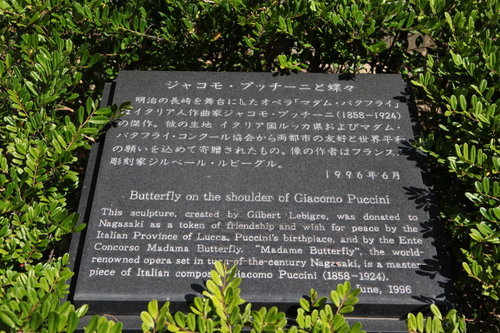 ジャコモ・プッチーニと蝶々
明治の長崎を舞台にしたオペラ「マダム・バタフライ」
はイタリア人作曲家ジャコモ・プッチーニ(1858-1924)
の傑作。彼の生地 イタリア国ルッカ県およびマダム・
バタフライ・コンクール協会から両都市の友好と世界平和
の願いを込めて寄贈されたもの。像の作者はフランス
彫刻家ジルベール・ルビーグル。
1996年6月
Butterfly on the shoulder of Giacomo Puccini
This sculpture, created by Gilbert Lebigre, was donated to
Nagasaki as a token of friendship and wish for peace by the
Italian Province of Lucca, Puccini's birthplace, and by the Ente
Concorso Madama Butterfly. "Madame Butterfly", the world-
renowned opera set in turn-of-the-century Nagasaki, is a master
piece of Italian composer Giacomo Puccini (1858-1924).
June, 1996